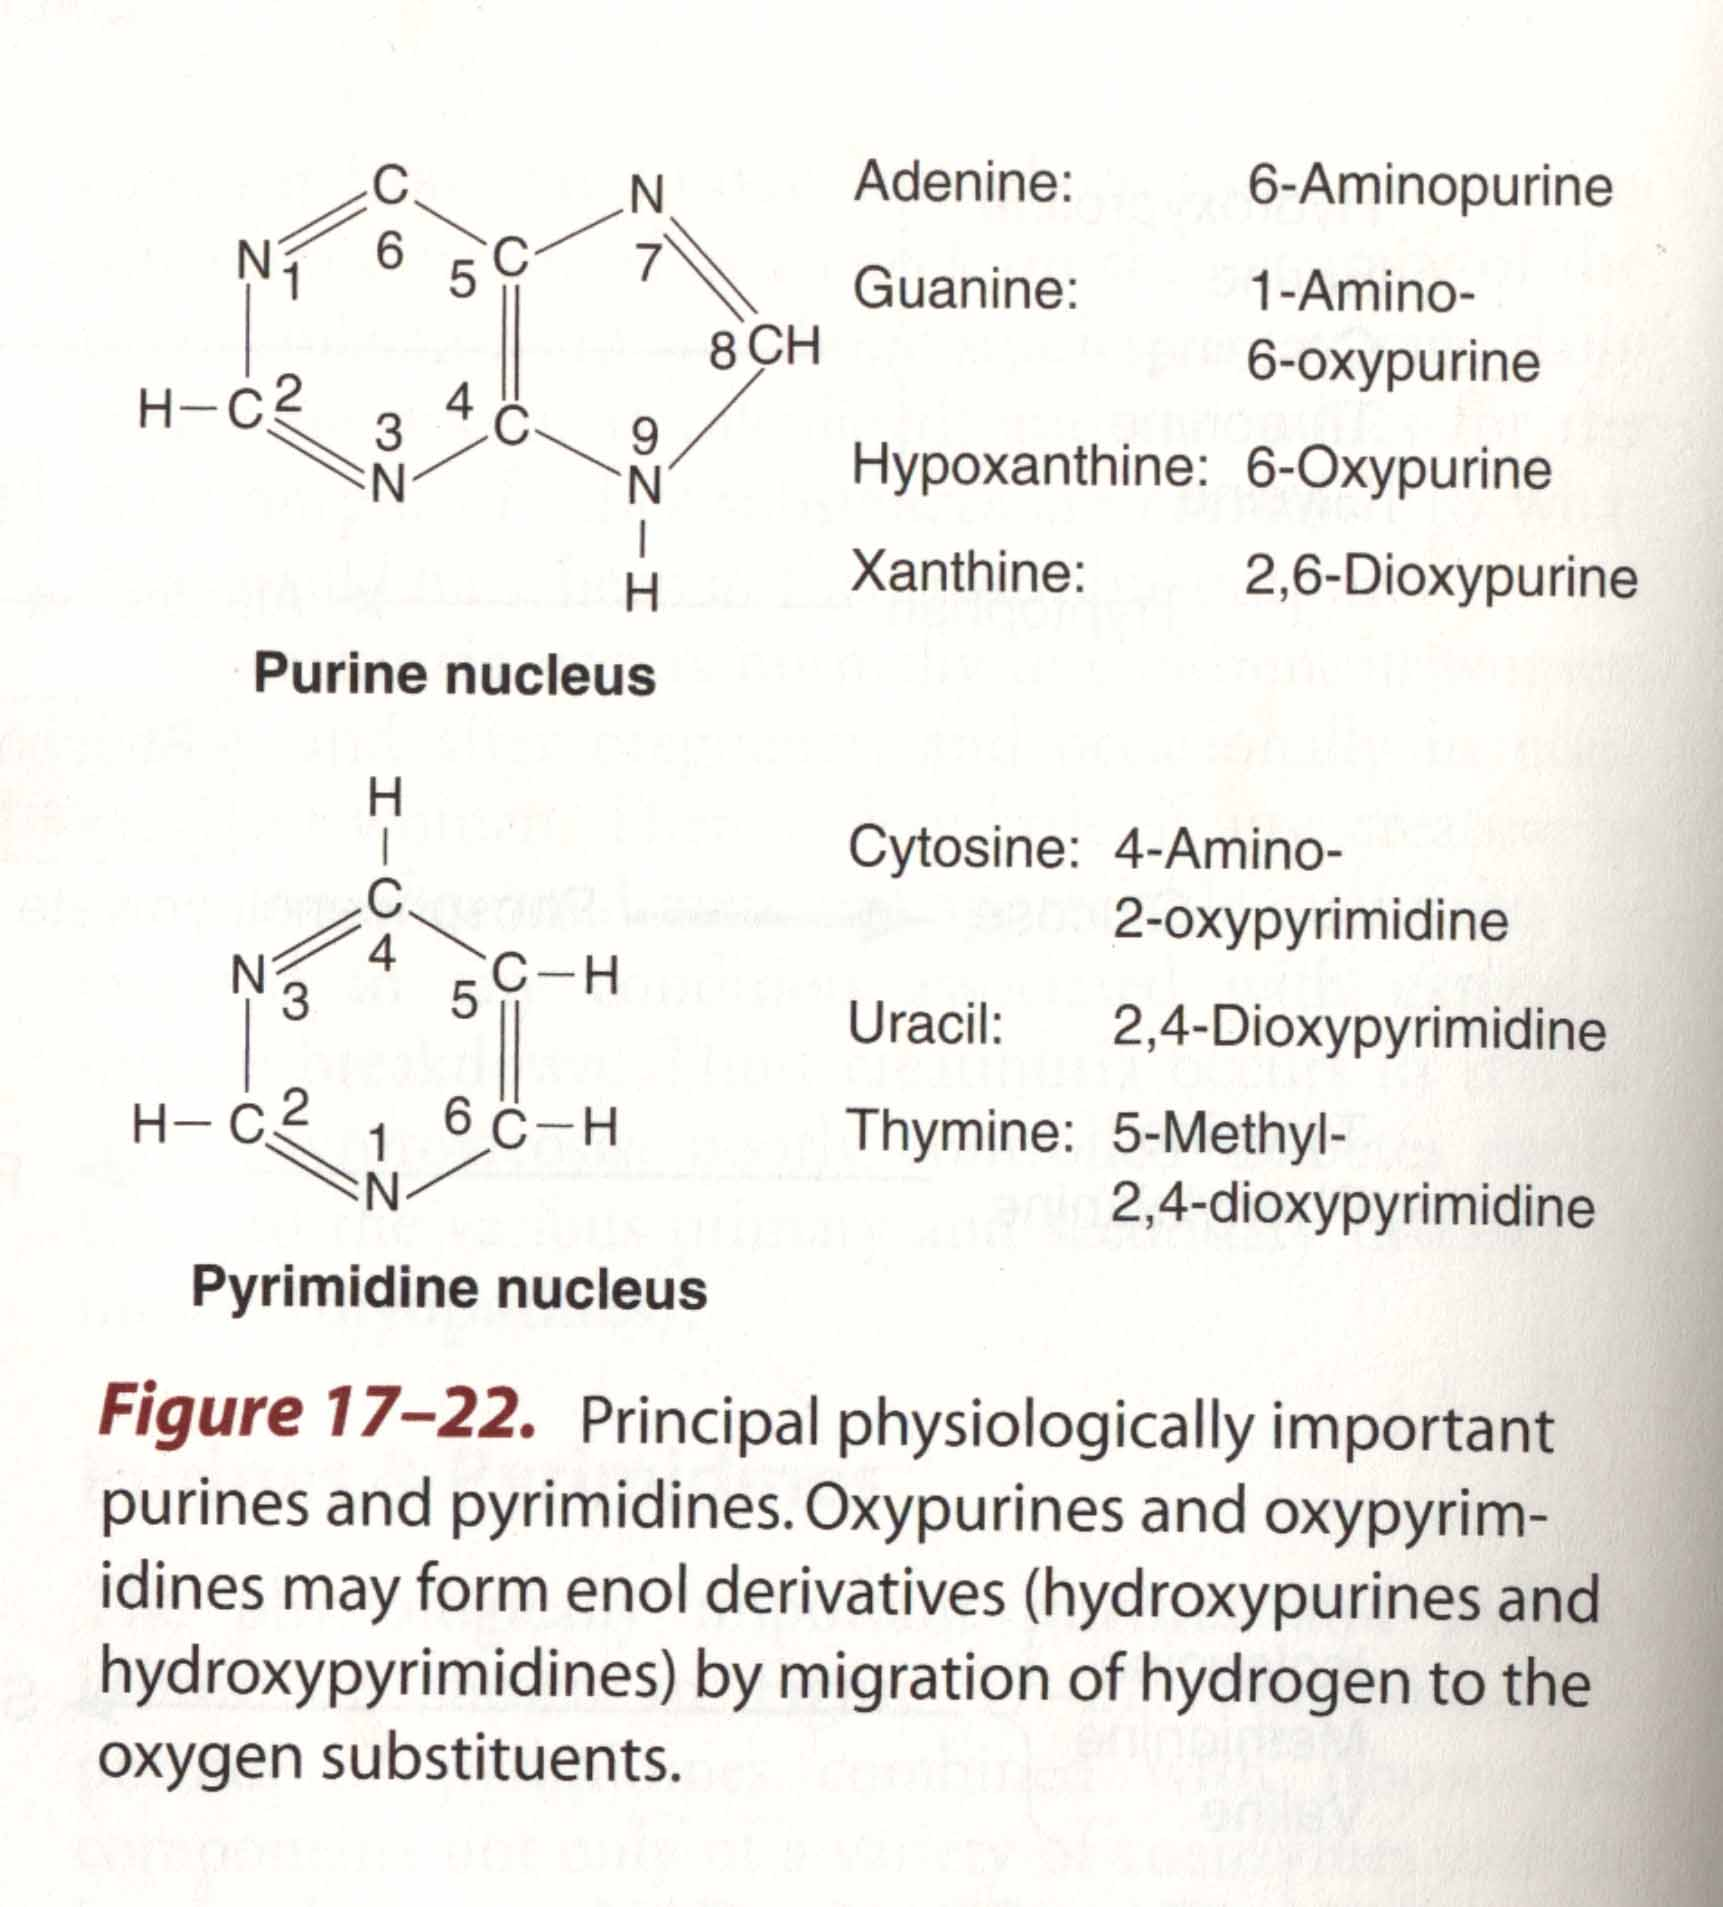 C
N
N
1
6
5
C
7
8 CH
H–C
2
3
4
C
9
N
N
H
Adenine: 6-Aminopurine
Guanine: 1-Amino-
6-oxypurine
Hypoxanthine: 6-Oxypurine
Xanthine: 2,6-Dioxypurine
Purine nucleus
H
C
4
N
3
5
C–H
H–C
2
1
6
C–H
N
Cytosine: 4-Amino-
2-oxypyrimidine
Uracil: 2,4-Dioxypyrimidine
Thymine: 5-Methyl-
2,4-dioxypyrimidine
Pyrimidine nucleus
Figure 17–22. Principal physiologically important
purines and pyrimidines. Oxypurines and oxypyrim-
idines may form enol derivatives (hydroxypurines and
hydroxypyrimidines) by migration of hydrogen to the
oxygen substituents.